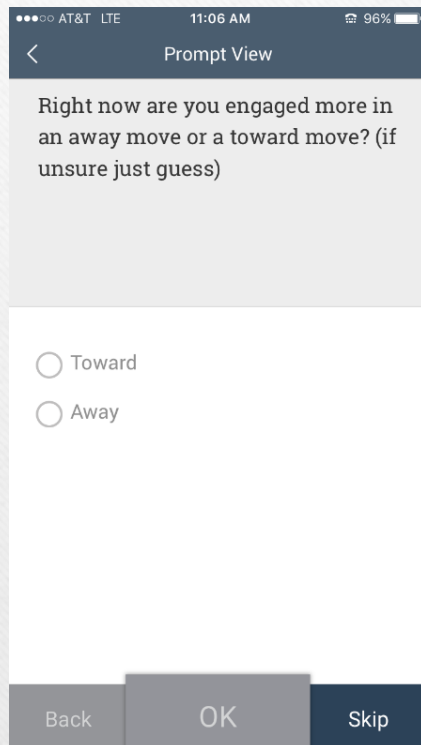 AT&T LTE 11:06 AM 96%
Prompt View
Right now are you engaged more in
an away move or a toward move? (if
unsure just guess)
Toward
Away
Back OK Skip